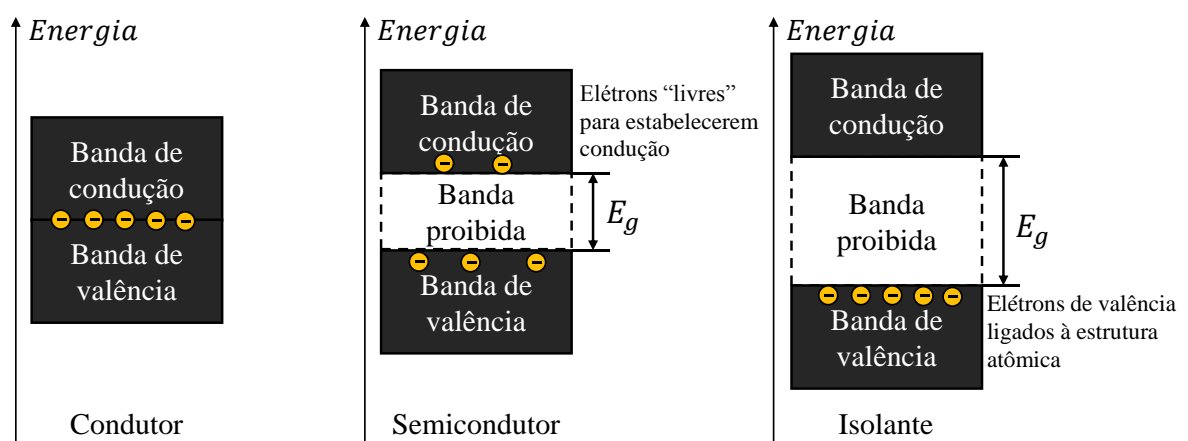 Energia
Banda de
condução
Banda de
valência
Condutor
Energia
Banda de
condução
Elétrons “livres”
para estabelecerem
condução
Banda
proibida
E_g
Banda de
valência
Semicondutor
Energia
Banda de
condução
Banda
proibida
E_g
Banda de
valência
Elétrons de valência
ligados à estrutura
atômica
Isolante